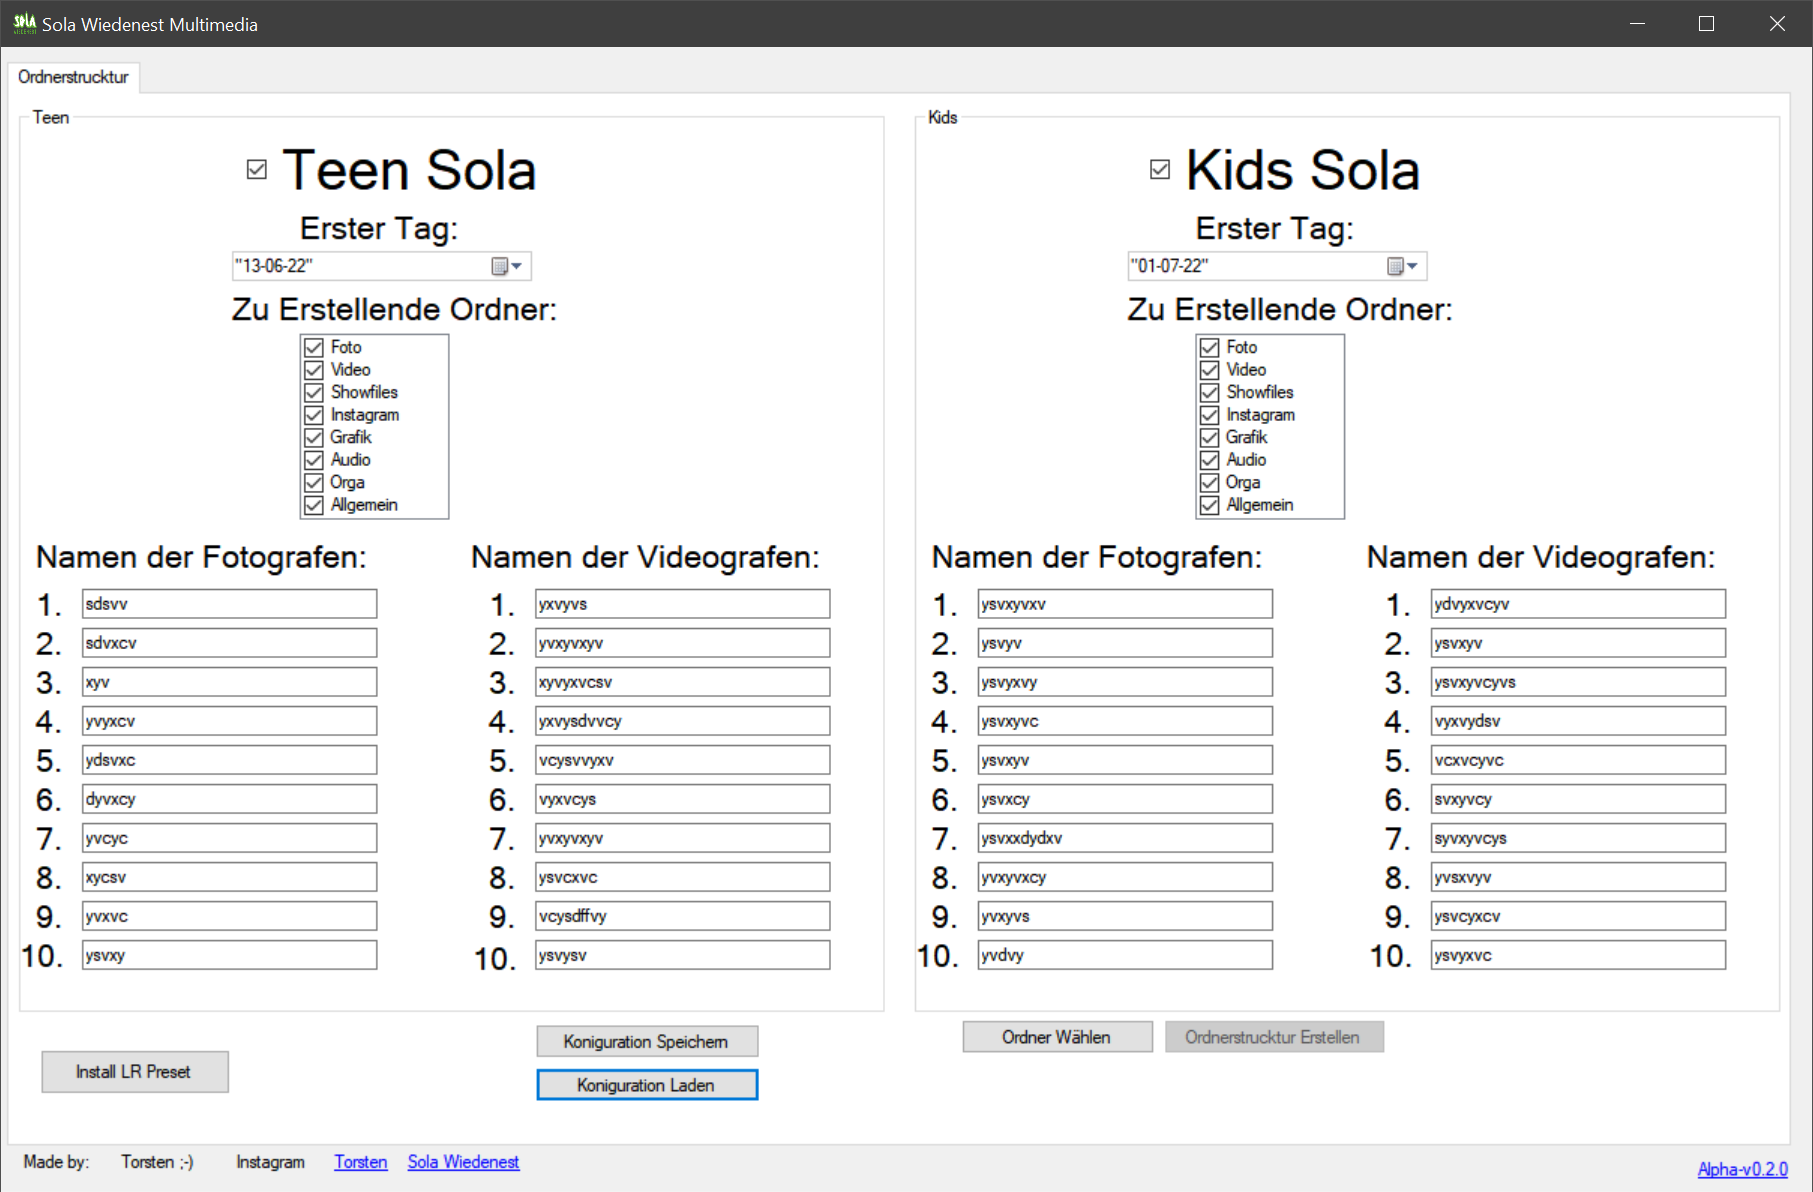 SOLA
Sola Wiedenest Multimedia
Ordnerstrucktur
Teen
Teen Sola
Erster Tag:
"13-06-22"
Zu Erstellende Ordner:
Foto
Video
Showfiles
Instagram
Grafik
Audio
Orga
Allgemein
Namen der Fotografen:
1. sdsvv
2. sdvxcv
3. xyv
4. yvyxcv
5. ydsvxc
6. dyvxcy
7. yvcyc
8. xycsv
9. yvxvc
10. ysvxy
Namen der Videografen:
1. yxvyvs
2. yvxyvxyv
3. xyvyxvcsv
4. yxvysdvvcy
5. vcysvvyxv
6. vyxvcys
7. yvxyvxyv
8. ysvcxvc
9. vcysdffvy
10. ysvysv
Kids
Kids Sola
Erster Tag:
"01-07-22"
Zu Erstellende Ordner:
Foto
Video
Showfiles
Instagram
Grafik
Audio
Orga
Allgemein
Namen der Fotografen:
1. ysvxyvxv
2. ysvyv
3. ysvyxvy
4. ysvxyvc
5. ysvxyv
6. ysvxcy
7. ysvxxdydxv
8. yvxyvxcy
9. yvxyvs
10. yvdvy
Namen der Videografen:
1. ydvyxvcyv
2. ysvxyv
3. ysvxyvcyvs
4. vyxvydsv
5. vcxvcyvc
6. svxyvcy
7. syvxyvcys
8. yvsxvyv
9. ysvcyxcv
10. ysvyxvc
Install LR Preset
Koniguration Speichern
Koniguration Laden
Ordner Wählen
Ordnerstrucktur Erstellen
Made by: Torsten ;-) Instagram Torsten Sola Wiedenest
Alpha-v0.2.0